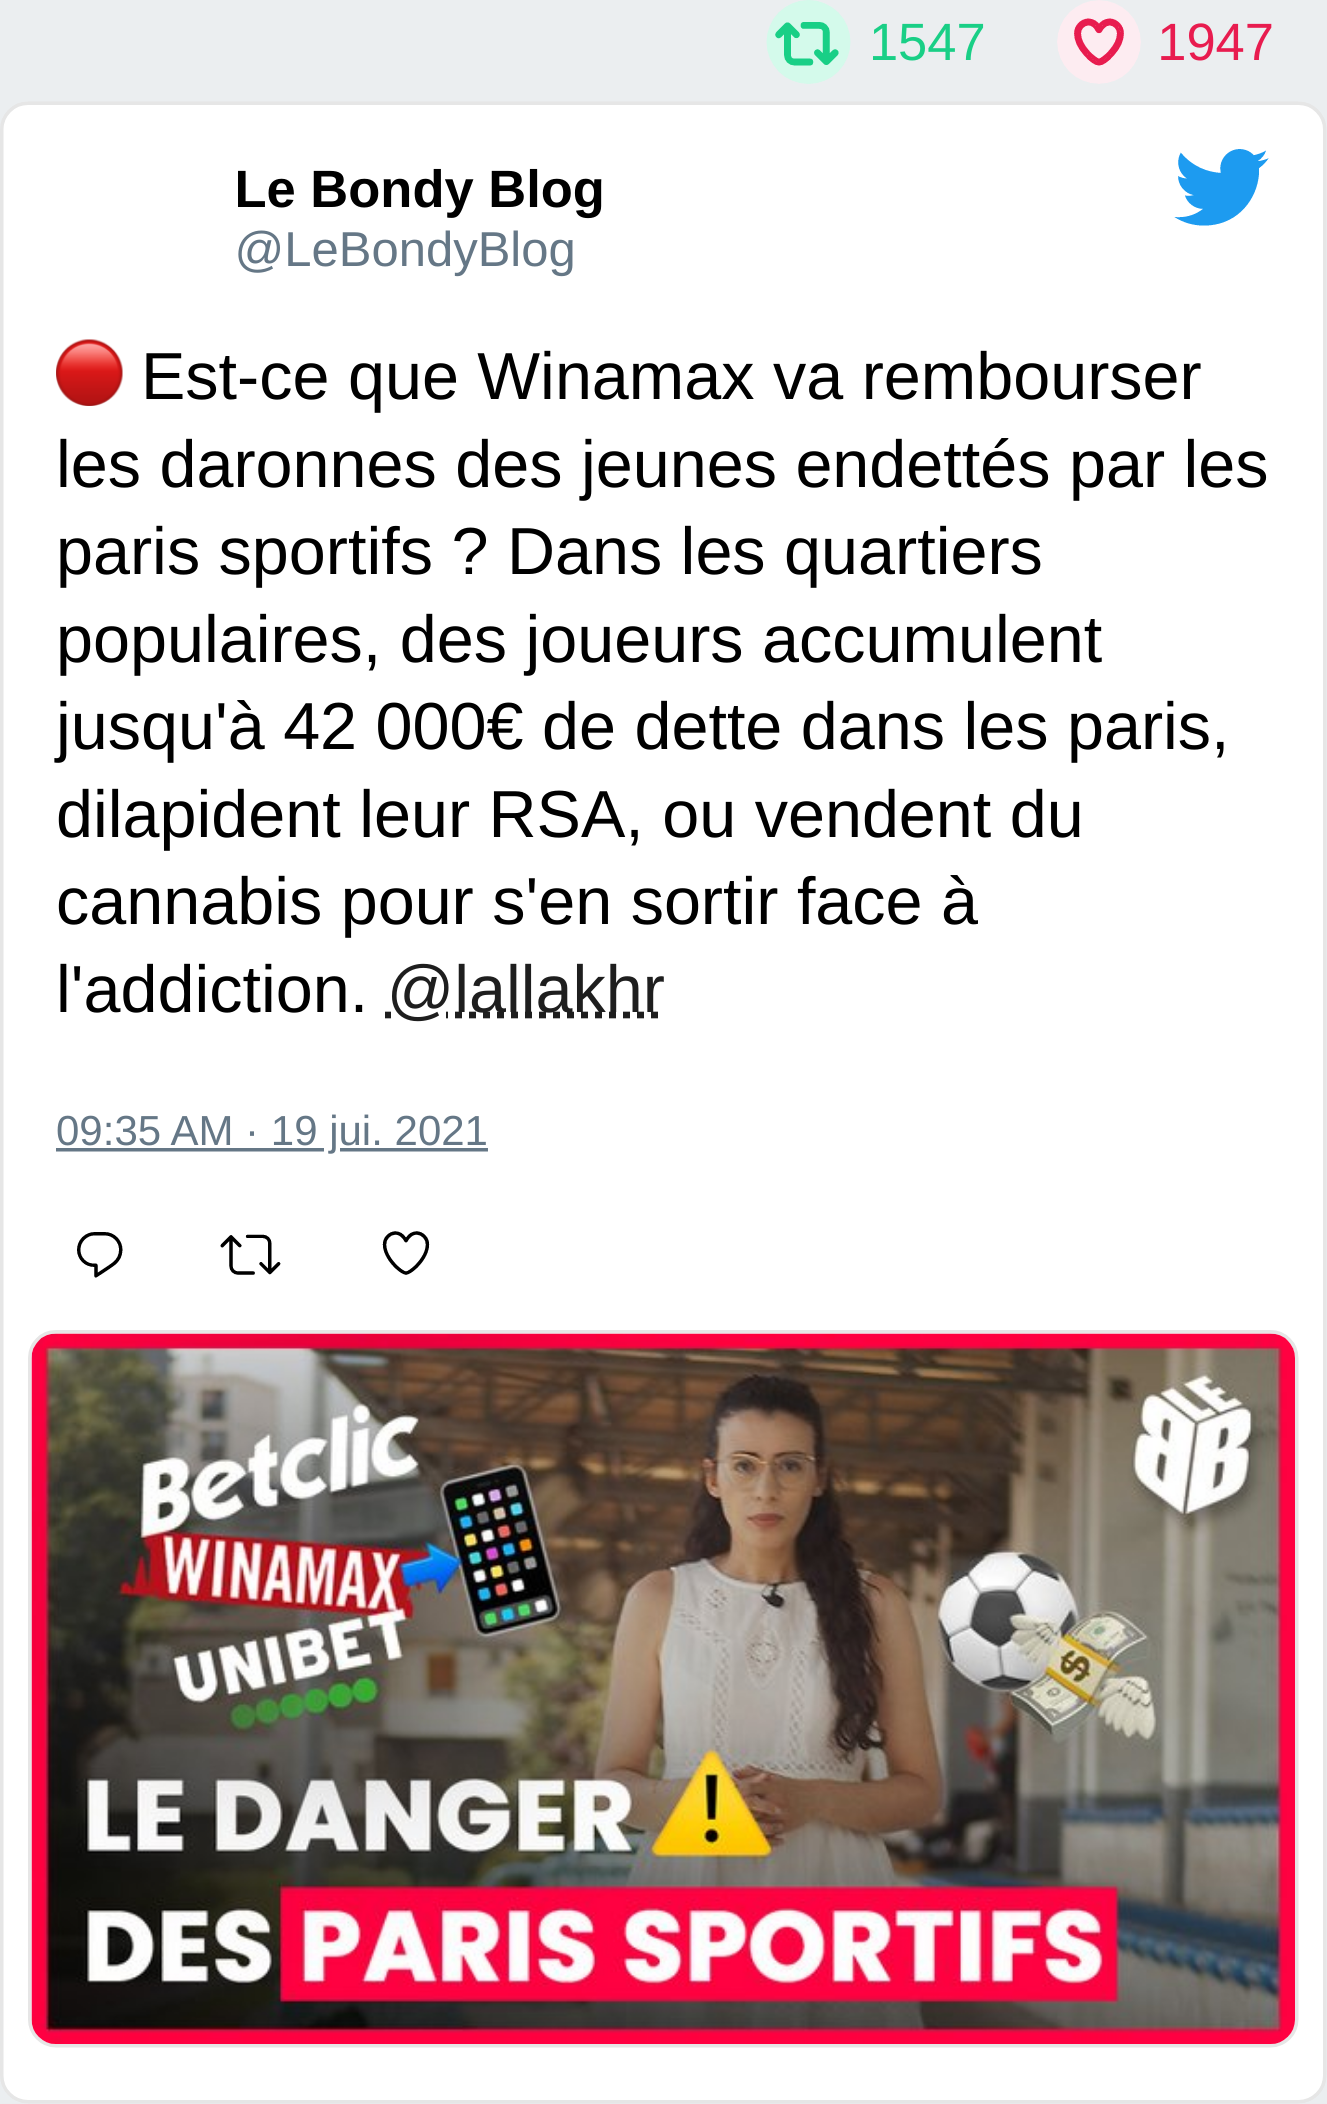 1547 1947
Le Bondy Blog
@LeBondyBlog
🔴 Est-ce que Winamax va rembourser
les daronnes des jeunes endettés par les
paris sportifs ? Dans les quartiers
populaires, des joueurs accumulent
jusqu'à 42 000€ de dette dans les paris,
dilapident leur RSA, ou vendent du
cannabis pour s'en sortir face à
l'addiction. @lallakhr
09:35 AM · 19 jui. 2021
Betclic
WINAMAX
UNIBET
LE
BB
$
LE DANGER ⚠️
DES PARIS SPORTIFS